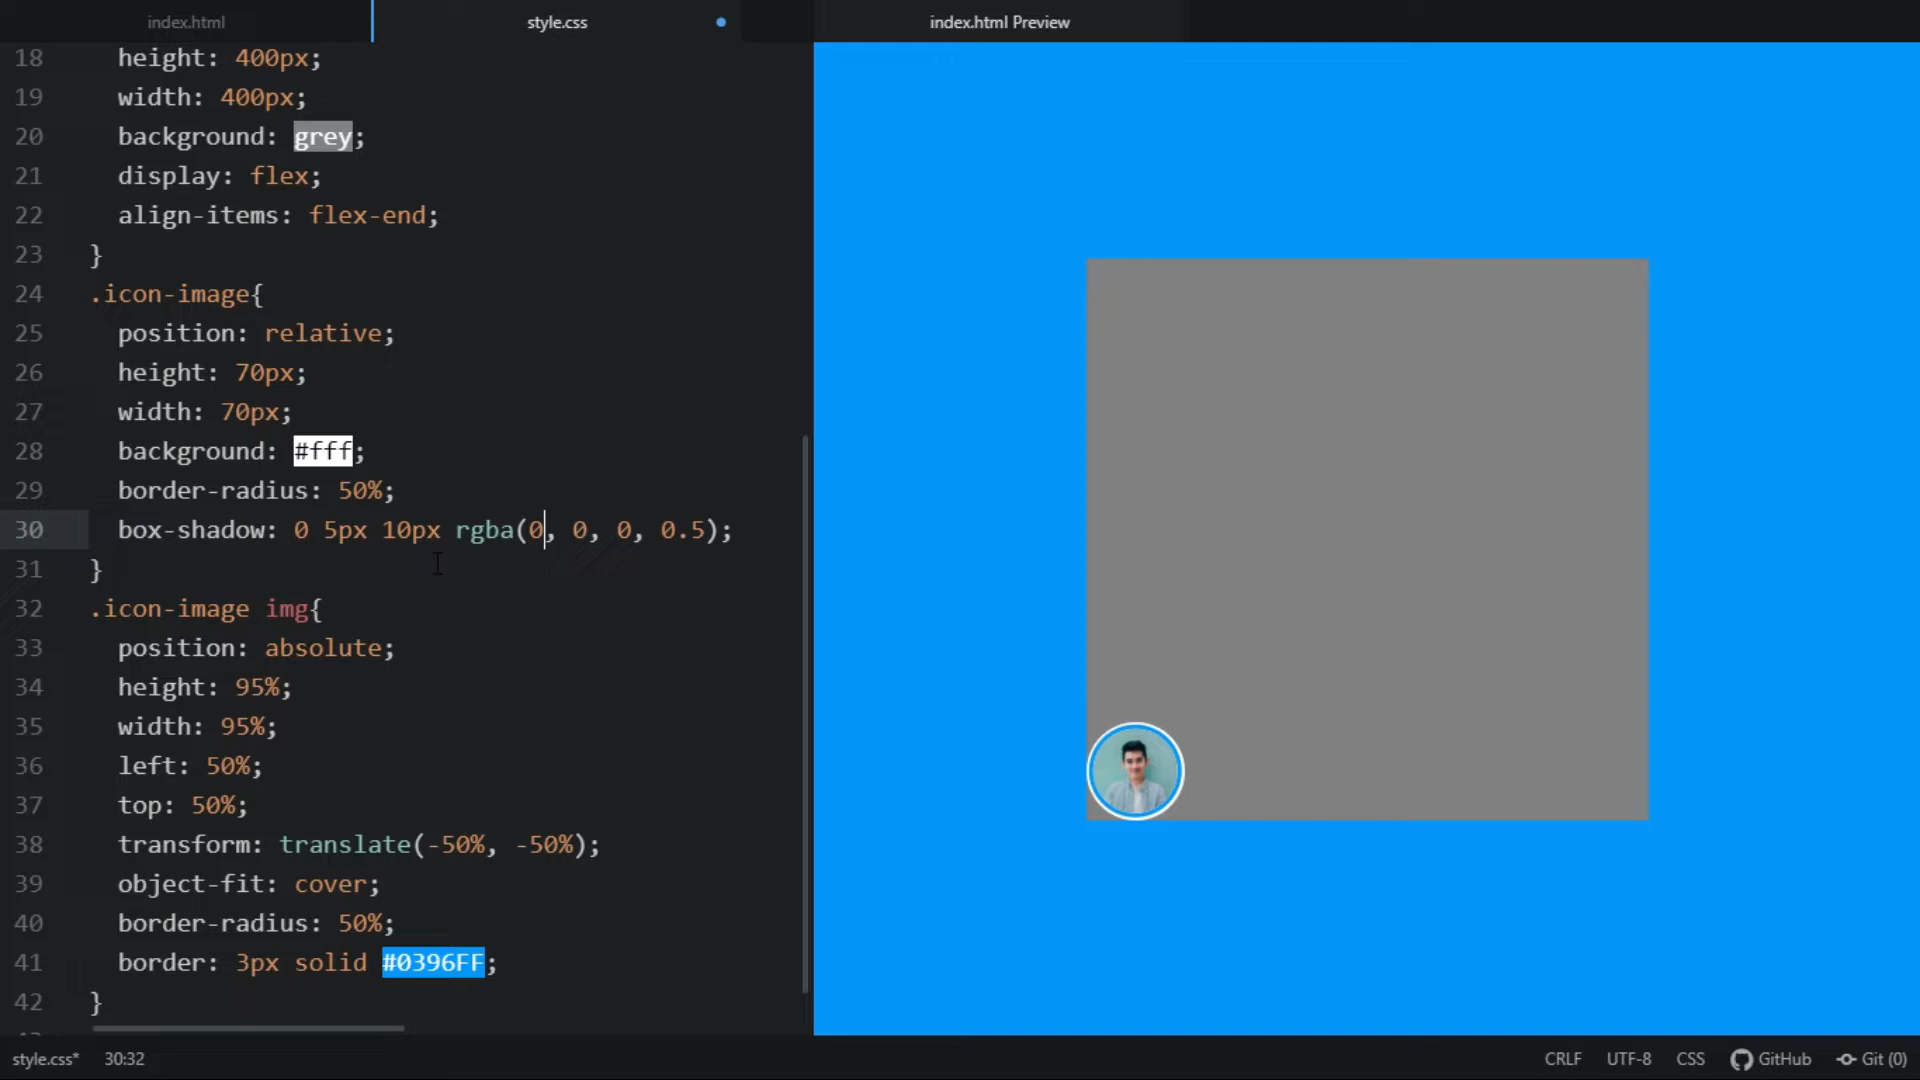 index.html
style.css
index.html Preview
18 height: 400px;
19 width: 400px;
20 background: grey;
21 display: flex;
22 align-items: flex-end;
23 }
24 .icon-image{
25 position: relative;
26 height: 70px;
27 width: 70px;
28 background: #fff;
29 border-radius: 50%;
30 box-shadow: 0 5px 10px rgba(0, 0, 0, 0.5);
31 }
32 .icon-image img{
33 position: absolute;
34 height: 95%;
35 width: 95%;
36 left: 50%;
37 top: 50%;
38 transform: translate(-50%, -50%);
39 object-fit: cover;
40 border-radius: 50%;
41 border: 3px solid #0396FF;
42 }
style.css* 30:32 CRLF UTF-8 CSS GitHub Git (0)